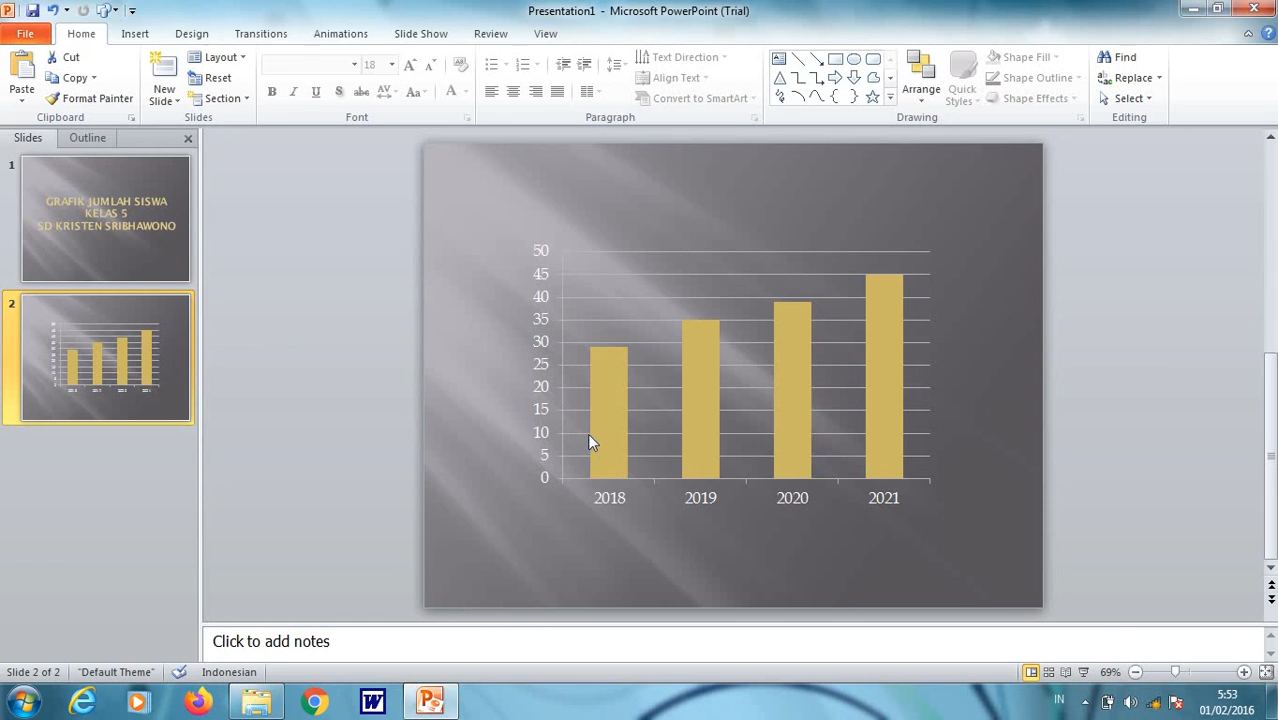 Presentation1 - Microsoft PowerPoint (Trial)
File Home Insert Design Transitions Animations Slide Show Review View
Paste
Cut
Copy
Format Painter
Clipboard
New Slide
Layout
Reset
Section
Slides
18
Font
Text Direction
Align Text
Convert to SmartArt
Paragraph
Arrange
Quick Styles
Shape Fill
Shape Outline
Shape Effects
Drawing
Find
Replace
Select
Editing
Slides Outline
1
GRAFIK JUMLAH SISWA
KELAS 5
SD KRISTEN SRIBHAWONO
2
50
45
40
35
30
25
20
15
10
5
0
2018 2019 2020 2021
Click to add notes
Slide 2 of 2 "Default Theme" Indonesian 69%
IN
5:53
01/02/2016